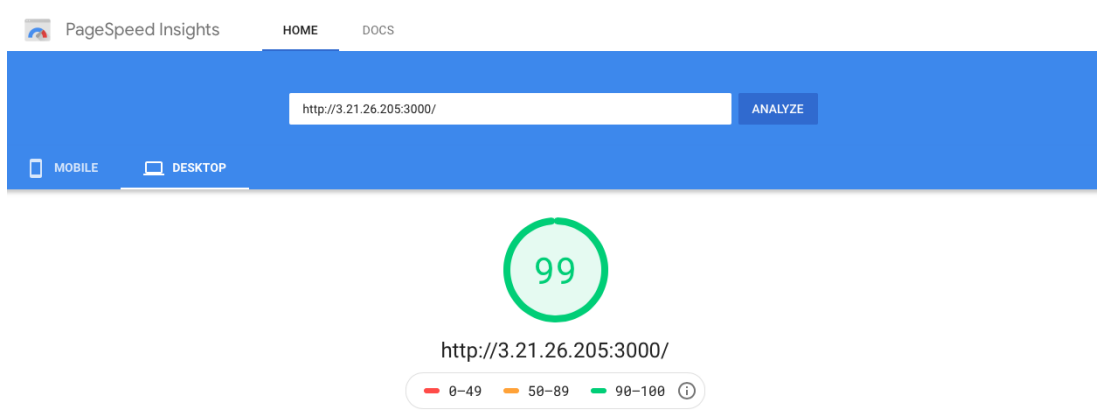 PageSpeed Insights HOME DOCS
http://3.21.26.205:3000/ ANALYZE
MOBILE DESKTOP
99
http://3.21.26.205:3000/
0–49 50–89 90–100